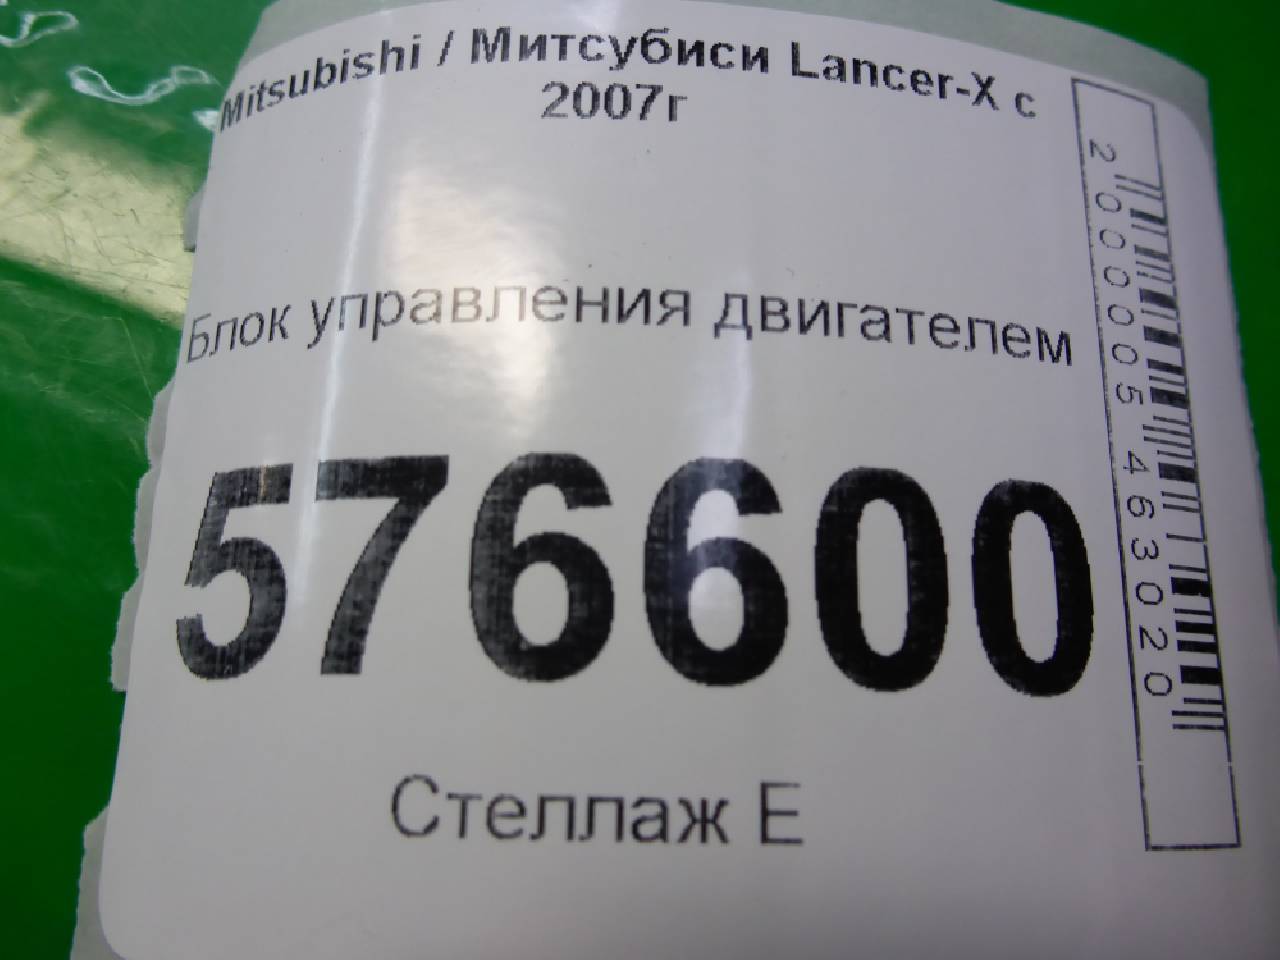 Mitsubishi / Митсубиси Lancer-X с
2007г
Блок управления двигателем
576600
Стеллаж Е
2000005463020